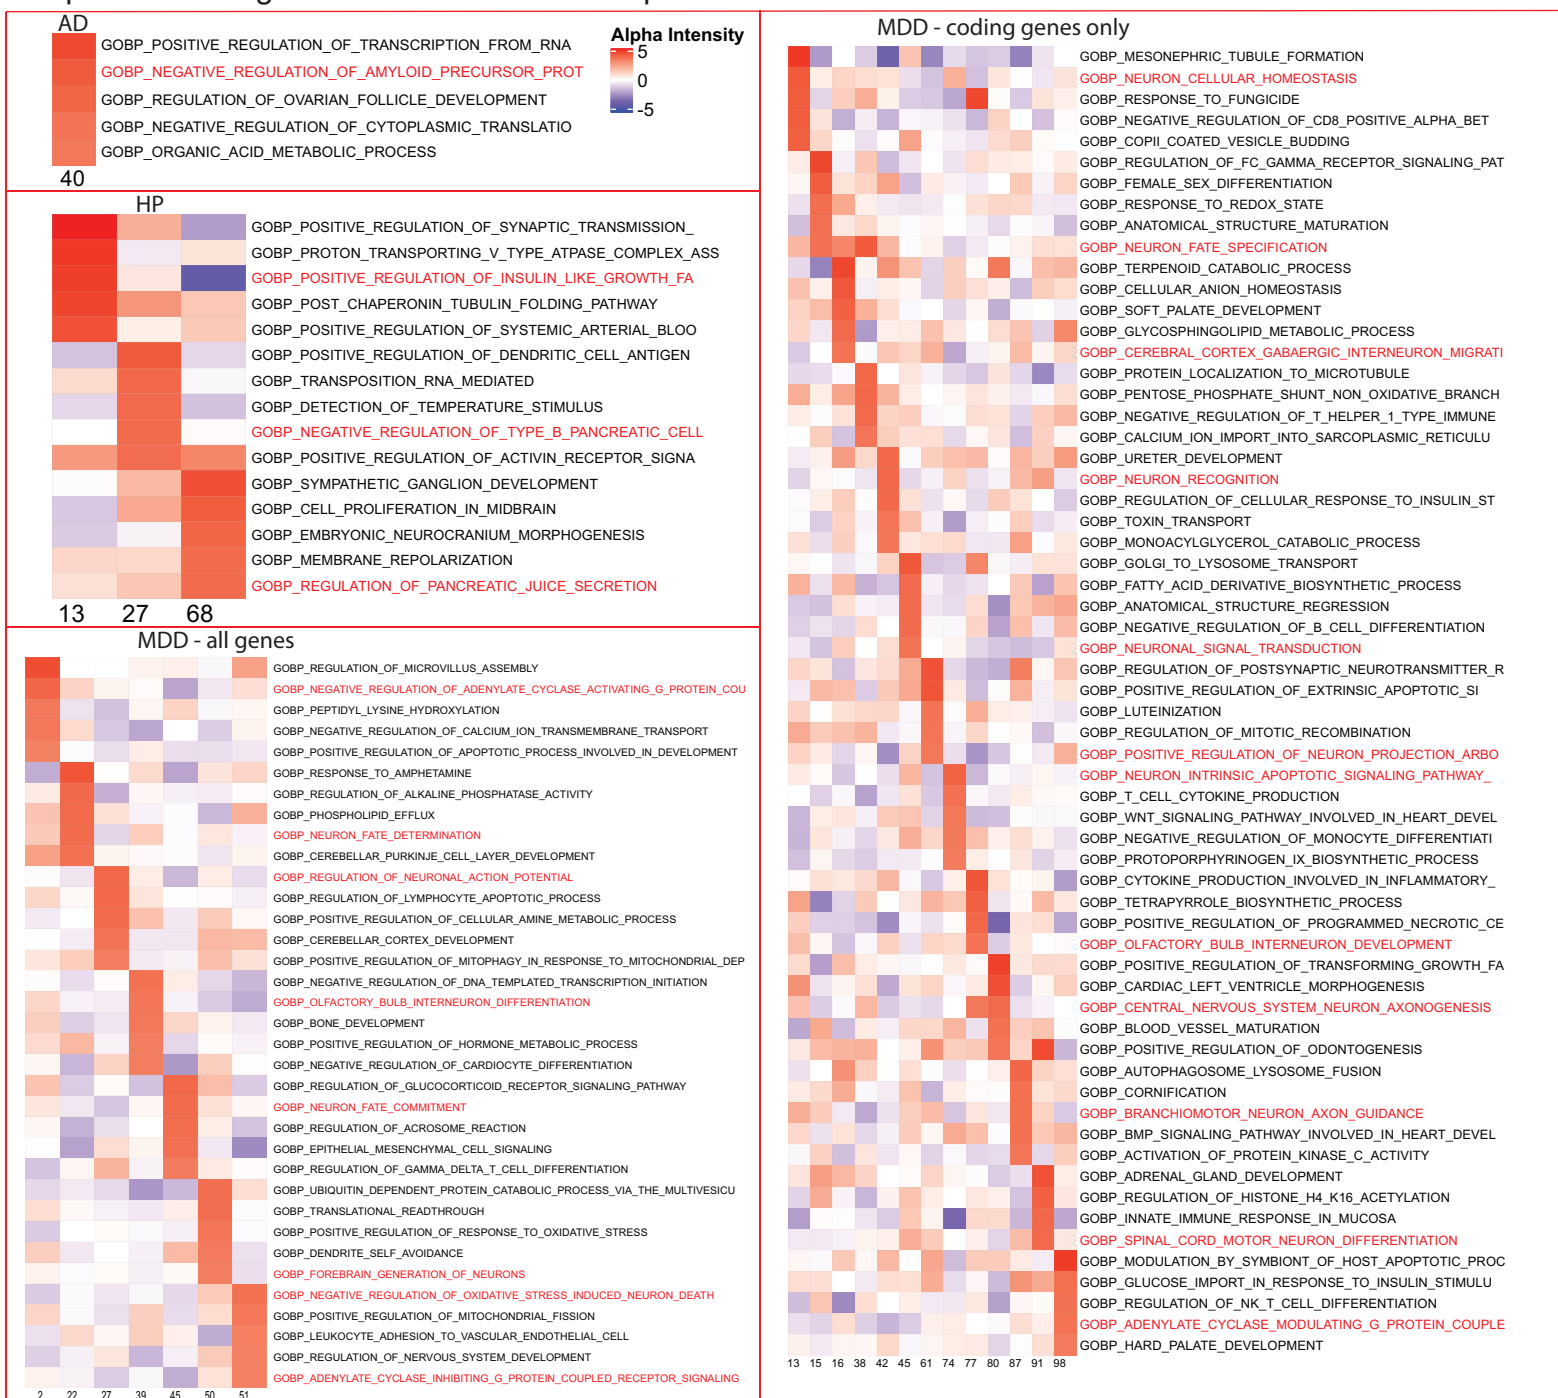 AD
GOBP_POSITIVE_REGULATION_OF_TRANSCRIPTION_FROM_RNA
GOBP_NEGATIVE_REGULATION_OF_AMYLOID_PRECURSOR_PROT
GOBP_REGULATION_OF_OVARIAN_FOLLICLE_DEVELOPMENT
GOBP_NEGATIVE_REGULATION_OF_CYTOPLASMIC_TRANSLATIO
GOBP_ORGANIC_ACID_METABOLIC_PROCESS
40
Alpha Intensity
5
0
-5
HP
GOBP_POSITIVE_REGULATION_OF_SYNAPTIC_TRANSMISSION_
GOBP_PROTON_TRANSPORTING_V_TYPE_ATPASE_COMPLEX_ASS
GOBP_POSITIVE_REGULATION_OF_INSULIN_LIKE_GROWTH_FA
GOBP_POST_CHAPERONIN_TUBULIN_FOLDING_PATHWAY
GOBP_POSITIVE_REGULATION_OF_SYSTEMIC_ARTERIAL_BLOO
GOBP_POSITIVE_REGULATION_OF_DENDRITIC_CELL_ANTIGEN
GOBP_TRANSPOSITION_RNA_MEDIATED
GOBP_DETECTION_OF_TEMPERATURE_STIMULUS
GOBP_NEGATIVE_REGULATION_OF_TYPE_B_PANCREATIC_CELL
GOBP_POSITIVE_REGULATION_OF_ACTIVIN_RECEPTOR_SIGNA
GOBP_SYMPATHETIC_GANGLION_DEVELOPMENT
GOBP_CELL_PROLIFERATION_IN_MIDBRAIN
GOBP_EMBRYONIC_NEUROCRANIUM_MORPHOGENESIS
GOBP_MEMBRANE_REPOLARIZATION
GOBP_REGULATION_OF_PANCREATIC_JUICE_SECRETION
13 27 68
MDD - all genes
GOBP_REGULATION_OF_MICROVILLUS_ASSEMBLY
GOBP_NEGATIVE_REGULATION_OF_ADENYLATE_CYCLASE_ACTIVATING_G_PROTEIN_COU
GOBP_PEPTIDYL_LYSINE_HYDROXYLATION
GOBP_NEGATIVE_REGULATION_OF_CALCIUM_ION_TRANSMEMBRANE_TRANSPORT
GOBP_POSITIVE_REGULATION_OF_APOPTOTIC_PROCESS_INVOLVED_IN_DEVELOPMENT
GOBP_RESPONSE_TO_AMPHETAMINE
GOBP_REGULATION_OF_ALKALINE_PHOSPHATASE_ACTIVITY
GOBP_PHOSPHOLIPID_EFFLUX
GOBP_NEURON_FATE_DETERMINATION
GOBP_CEREBELLAR_PURKINJE_CELL_LAYER_DEVELOPMENT
GOBP_REGULATION_OF_NEURONAL_ACTION_POTENTIAL
GOBP_REGULATION_OF_LYMPHOCYTE_APOPTOTIC_PROCESS
GOBP_POSITIVE_REGULATION_OF_CELLULAR_AMINE_METABOLIC_PROCESS
GOBP_CEREBELLAR_CORTEX_DEVELOPMENT
GOBP_POSITIVE_REGULATION_OF_MITOPHAGY_IN_RESPONSE_TO_MITOCHONDRIAL_DEP
GOBP_NEGATIVE_REGULATION_OF_DNA_TEMPLATED_TRANSCRIPTION_INITIATION
GOBP_OLFACTORY_BULB_INTERNEURON_DIFFERENTIATION
GOBP_BONE_DEVELOPMENT
GOBP_POSITIVE_REGULATION_OF_HORMONE_METABOLIC_PROCESS
GOBP_NEGATIVE_REGULATION_OF_CARDIOCYTE_DIFFERENTIATION
GOBP_REGULATION_OF_GLUCOCORTICOID_RECEPTOR_SIGNALING_PATHWAY
GOBP_NEURON_FATE_COMMITMENT
GOBP_REGULATION_OF_ACROSOME_REACTION
GOBP_EPITHELIAL_MESENCHYMAL_CELL_SIGNALING
GOBP_REGULATION_OF_GAMMA_DELTA_T_CELL_DIFFERENTIATION
GOBP_UBIQUITIN_DEPENDENT_PROTEIN_CATABOLIC_PROCESS_VIA_THE_MULTIVESICU
GOBP_TRANSLATIONAL_READTHROUGH
GOBP_POSITIVE_REGULATION_OF_RESPONSE_TO_OXIDATIVE_STRESS
GOBP_DENDRITE_SELF_AVOIDANCE
GOBP_FOREBRAIN_GENERATION_OF_NEURONS
GOBP_NEGATIVE_REGULATION_OF_OXIDATIVE_STRESS_INDUCED_NEURON_DEATH
GOBP_POSITIVE_REGULATION_OF_MITOCHONDRIAL_FISSION
GOBP_LEUKOCYTE_ADHESION_TO_VASCULAR_ENDOTHELIAL_CELL
GOBP_REGULATION_OF_NERVOUS_SYSTEM_DEVELOPMENT
GOBP_ADENYLATE_CYCLASE_INHIBITING_G_PROTEIN_COUPLED_RECEPTOR_SIGNALING
2 22 27 39 45 50 51
MDD - coding genes only
GOBP_MESONEPHRIC_TUBULE_FORMATION
GOBP_NEURON_CELLULAR_HOMEOSTASIS
GOBP_RESPONSE_TO_FUNGICIDE
GOBP_NEGATIVE_REGULATION_OF_CD8_POSITIVE_ALPHA_BET
GOBP_COPII_COATED_VESICLE_BUDDING
GOBP_REGULATION_OF_FC_GAMMA_RECEPTOR_SIGNALING_PAT
GOBP_FEMALE_SEX_DIFFERENTIATION
GOBP_RESPONSE_TO_REDOX_STATE
GOBP_ANATOMICAL_STRUCTURE_MATURATION
GOBP_NEURON_FATE_SPECIFICATION
GOBP_TERPENOID_CATABOLIC_PROCESS
GOBP_CELLULAR_ANION_HOMEOSTASIS
GOBP_SOFT_PALATE_DEVELOPMENT
GOBP_GLYCOSPHINGOLIPID_METABOLIC_PROCESS
GOBP_CEREBRAL_CORTEX_GABAERGIC_INTERNEURON_MIGRATI
GOBP_PROTEIN_LOCALIZATION_TO_MICROTUBULE
GOBP_PENTOSE_PHOSPHATE_SHUNT_NON_OXIDATIVE_BRANCH
GOBP_NEGATIVE_REGULATION_OF_T_HELPER_1_TYPE_IMMUNE
GOBP_CALCIUM_ION_IMPORT_INTO_SARCOPLASMIC_RETICULU
GOBP_URETER_DEVELOPMENT
GOBP_NEURON_RECOGNITION
GOBP_REGULATION_OF_CELLULAR_RESPONSE_TO_INSULIN_ST
GOBP_TOXIN_TRANSPORT
GOBP_MONOACYLGLYCEROL_CATABOLIC_PROCESS
GOBP_GOLGI_TO_LYSOSOME_TRANSPORT
GOBP_FATTY_ACID_DERIVATIVE_BIOSYNTHETIC_PROCESS
GOBP_ANATOMICAL_STRUCTURE_REGRESSION
GOBP_NEGATIVE_REGULATION_OF_B_CELL_DIFFERENTIATION
GOBP_NEURONAL_SIGNAL_TRANSDUCTION
GOBP_REGULATION_OF_POSTSYNAPTIC_NEUROTRANSMITTER_R
GOBP_POSITIVE_REGULATION_OF_EXTRINSIC_APOPTOTIC_SI
GOBP_LUTEINIZATION
GOBP_REGULATION_OF_MITOTIC_RECOMBINATION
GOBP_POSITIVE_REGULATION_OF_NEURON_PROJECTION_ARBO
GOBP_NEURON_INTRINSIC_APOPTOTIC_SIGNALING_PATHWAY_
GOBP_T_CELL_CYTOKINE_PRODUCTION
GOBP_WNT_SIGNALING_PATHWAY_INVOLVED_IN_HEART_DEVEL
GOBP_NEGATIVE_REGULATION_OF_MONOCYTE_DIFFERENTIATI
GOBP_PROTOPORPHYRINOGEN_IX_BIOSYNTHETIC_PROCESS
GOBP_CYTOKINE_PRODUCTION_INVOLVED_IN_INFLAMMATORY_
GOBP_TETRAPYRROLE_BIOSYNTHETIC_PROCESS
GOBP_POSITIVE_REGULATION_OF_PROGRAMMED_NECROTIC_CE
GOBP_OLFACTORY_BULB_INTERNEURON_DEVELOPMENT
GOBP_POSITIVE_REGULATION_OF_TRANSFORMING_GROWTH_FA
GOBP_CARDIAC_LEFT_VENTRICLE_MORPHOGENESIS
GOBP_CENTRAL_NERVOUS_SYSTEM_NEURON_AXONOGENESIS
GOBP_BLOOD_VESSEL_MATURATION
GOBP_POSITIVE_REGULATION_OF_ODONTOGENESIS
GOBP_AUTOPHAGOSOME_LYSOSOME_FUSION
GOBP_CORNIFICATION
GOBP_BRANCHIOMOTOR_NEURON_AXON_GUIDANCE
GOBP_BMP_SIGNALING_PATHWAY_INVOLVED_IN_HEART_DEVEL
GOBP_ACTIVATION_OF_PROTEIN_KINASE_C_ACTIVITY
GOBP_ADRENAL_GLAND_DEVELOPMENT
GOBP_REGULATION_OF_HISTONE_H4_K16_ACETYLATION
GOBP_INNATE_IMMUNE_RESPONSE_IN_MUCOSA
GOBP_SPINAL_CORD_MOTOR_NEURON_DIFFERENTIATION
GOBP_MODULATION_BY_SYMBIONT_OF_HOST_APOPTOTIC_PROC
GOBP_GLUCOSE_IMPORT_IN_RESPONSE_TO_INSULIN_STIMULU
GOBP_REGULATION_OF_NK_T_CELL_DIFFERENTIATION
GOBP_ADENYLATE_CYCLASE_MODULATING_G_PROTEIN_COUPLE
GOBP_HARD_PALATE_DEVELOPMENT
13 15 16 38 42 45 61 74 77 80 87 91 98